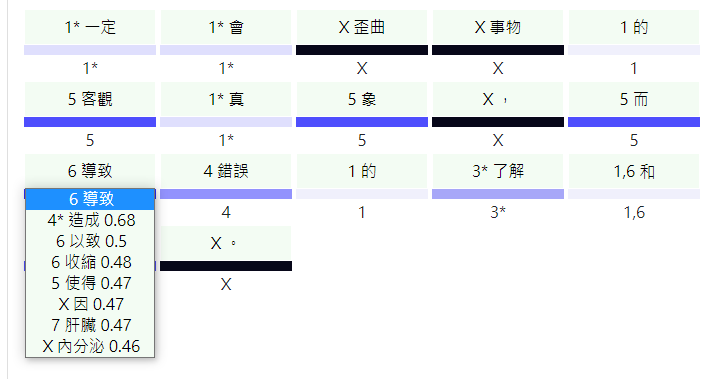 1* 一定 1* 會 X 歪曲 X 事物 1 的
1* 1* X X 1
5 客觀 1* 真 5 象 X , 5 而
5 1* 5 X 5
6 導致 4 錯誤 1 的 3* 了解 1,6 和
6 導致 4 1 3* 1,6
4* 造成 0.68
6 以致 0.5 X 。
6 收縮 0.48
5 使得 0.47 X
X 因 0.47
7 肝臟 0.47
X 內分泌 0.46